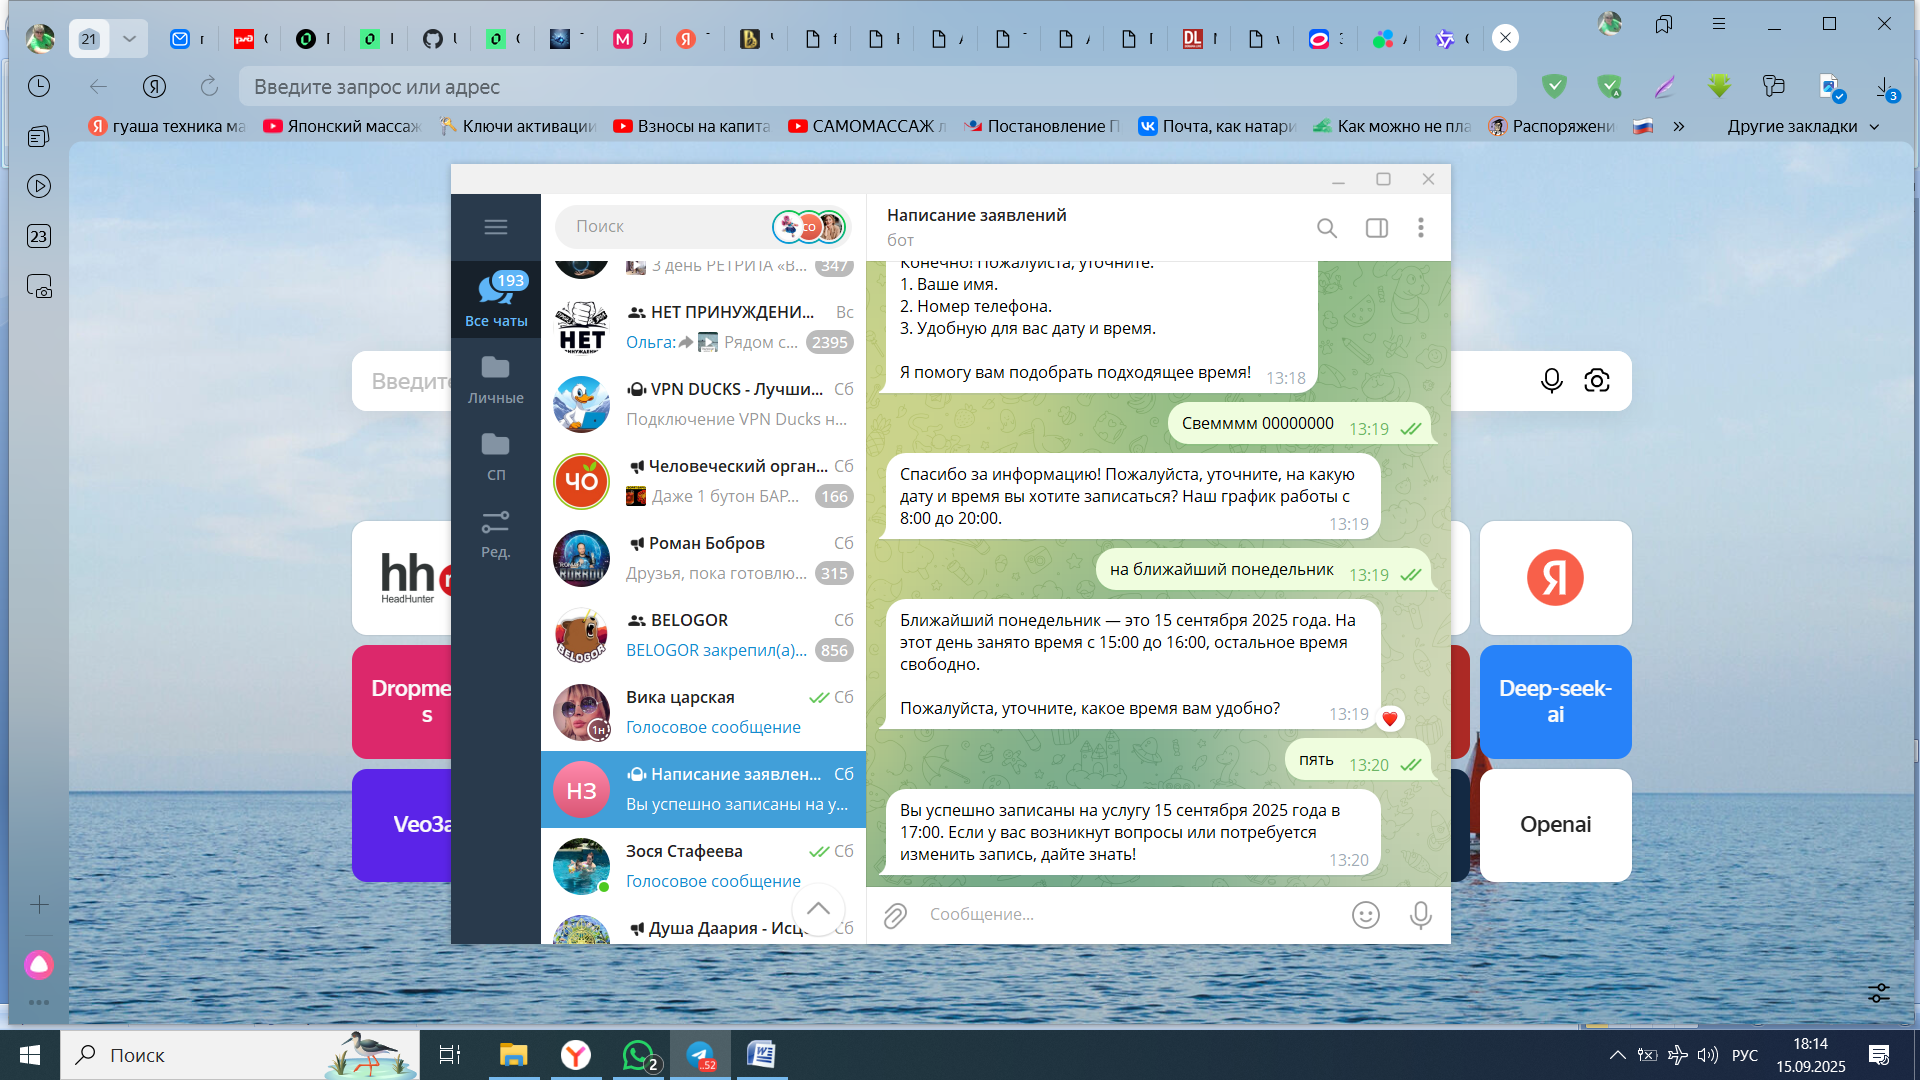 21
Введите запрос или адрес
3
гуаша техника ма
Японский массаж
Ключи активации
Взносы на капита
САМОМАССАЖ л
Постановление П
Почта, как натари
Как можно не пла
Распоряжени
Другие закладки
23
Поиск
СО
3 день РЕТРИТА «В...
347
НЕТ ПРИНУЖДЕНИ...
Вс
Ольга:
Рядом с...
2395
НЕТ
VPN DUCKS - Лучши...
Сб
Подключение VPN Ducks н...
Человеческий орган...
Сб
ЧО
Даже 1 бутон БАР...
166
Роман Бобров
Сб
Друзья, пока готовлю...
315
BELOGOR
Сб
BELOGOR закрепил(а)...
856
BELOGOR
Вика царская
Сб
Голосовое сообщение
1н
НЗ
Написание заявлен...
Сб
Вы успешно записаны на у...
Зося Стафеева
Сб
Голосовое сообщение
Душа Даария - Исц
Сб
193
Все чаты
Личные
СП
Ред.
Написание заявлений
бот
Конечно! Пожалуйста, уточните:
1. Ваше имя.
2. Номер телефона.
3. Удобную для вас дату и время.
Я помогу вам подобрать подходящее время!
13:18
Свемммм 00000000
13:19
Спасибо за информацию! Пожалуйста, уточните, на какую
дату и время вы хотите записаться? Наш график работы с
8:00 до 20:00.
13:19
на ближайший понедельник
13:19
Ближайший понедельник — это 15 сентября 2025 года. На
этот день занято время с 15:00 до 16:00, остальное время
свободно.
Пожалуйста, уточните, какое время вам удобно?
13:19
пять
13:20
Вы успешно записаны на услугу 15 сентября 2025 года в
17:00. Если у вас возникнут вопросы или потребуется
изменить запись, дайте знать!
13:20
Сообщение...
Введите
hh
HeadHunter
Dropme
s
Veo3a
Я
Deep-seek-
ai
Openai
Поиск
2
..52
РУС
18:14
15.09.2025